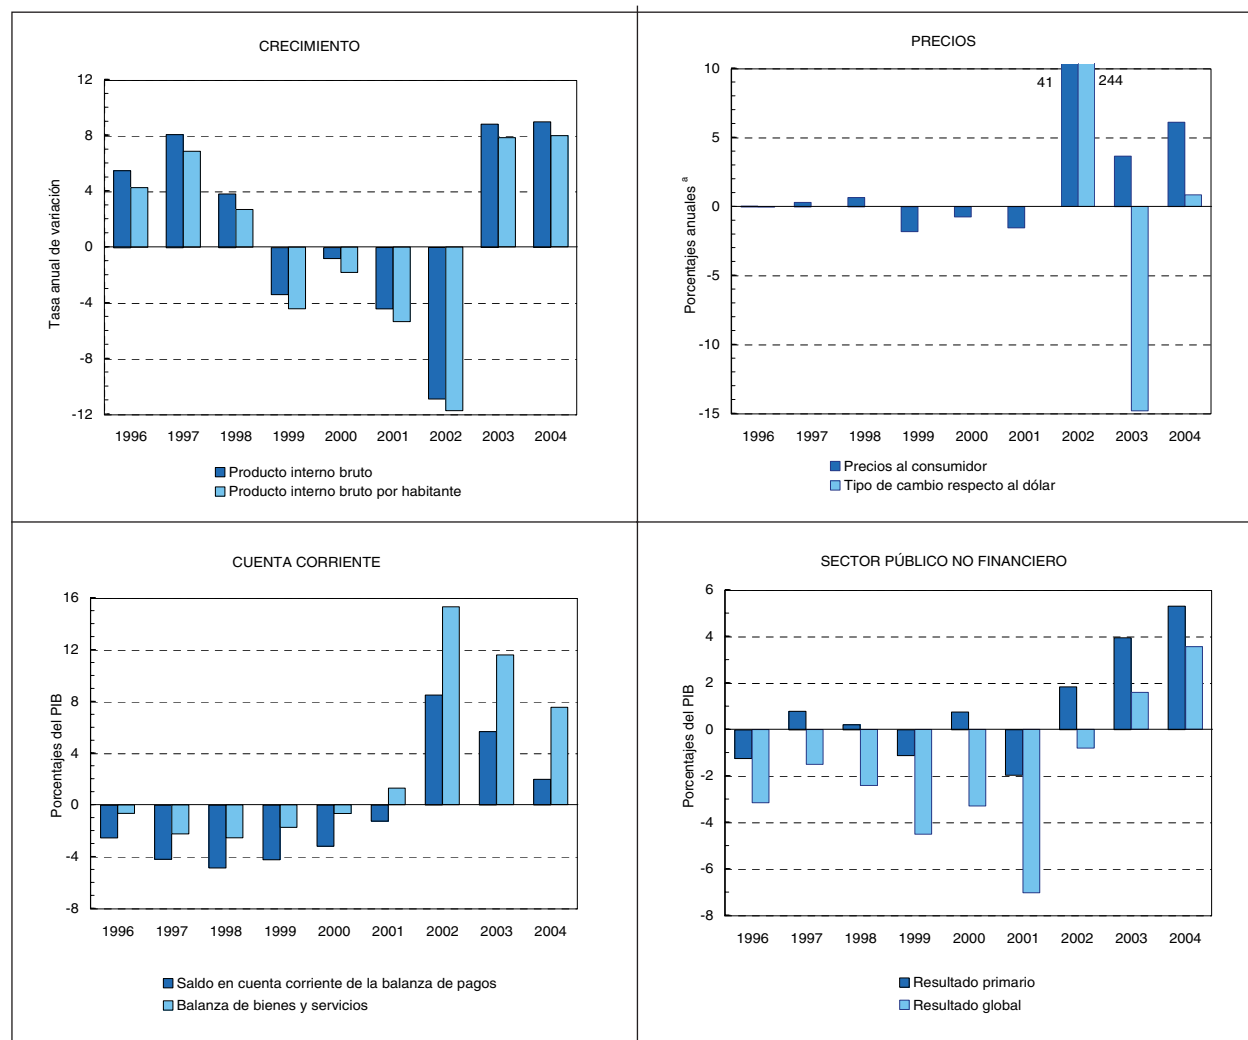 CRECIMIENTO
Tasa anual de variación
12
8
4
0
-4
-8
-12
1996 1997 1998 1999 2000 2001 2002 2003 2004
Producto interno bruto
Producto interno bruto por habitante
PRECIOS
Porcentajes anuales a
10
5
0
-5
-10
-15
41 244
1996 1997 1998 1999 2000 2001 2002 2003 2004
Precios al consumidor
Tipo de cambio respecto al dólar
CUENTA CORRIENTE
Porcentajes del PIB
16
12
8
4
0
-4
-8
1996 1997 1998 1999 2000 2001 2002 2003 2004
Saldo en cuenta corriente de la balanza de pagos
Balanza de bienes y servicios
SECTOR PÚBLICO NO FINANCIERO
Porcentajes del PIB
6
4
2
0
-2
-4
-6
-8
1996 1997 1998 1999 2000 2001 2002 2003 2004
Resultado primario
Resultado global